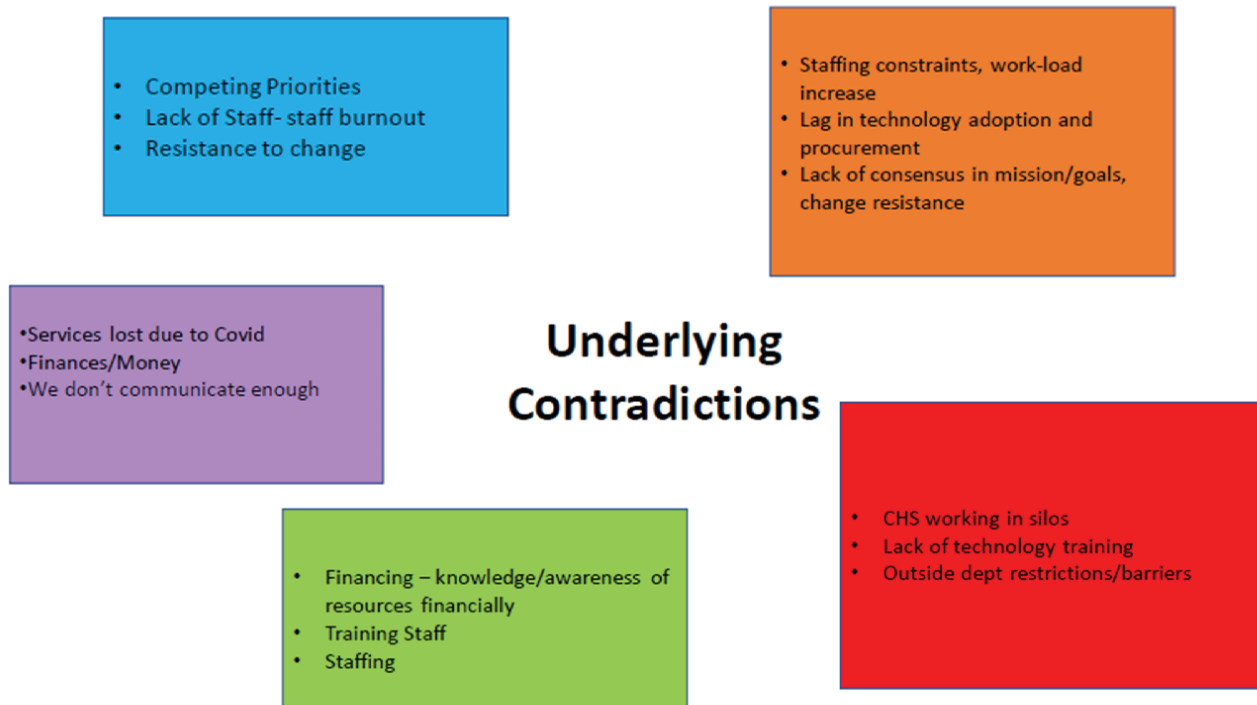 • Competing Priorities
• Lack of Staff- staff burnout
• Resistance to change
• Staffing constraints, work-load
increase
• Lag in technology adoption and
procurement
• Lack of consensus in mission/goals,
change resistance
•Services lost due to Covid
•Finances/Money
•We don’t communicate enough
Underlying
Contradictions
• CHS working in silos
• Lack of technology training
• Outside dept restrictions/barriers
• Financing – knowledge/awareness of
resources financially
• Training Staff
• Staffing